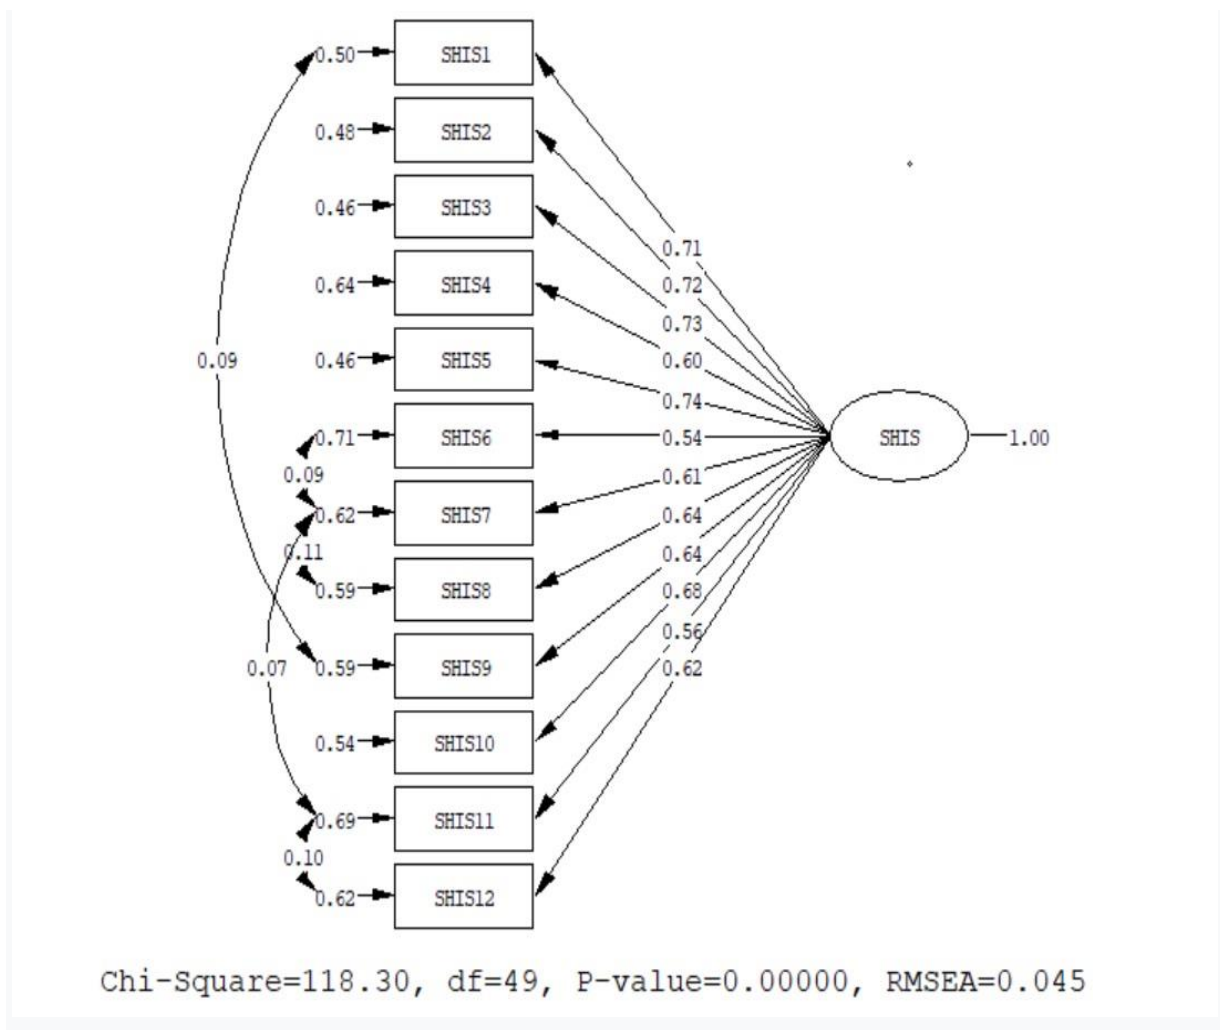 0.50 SHIS1
0.48 SHIS2
0.46 SHIS3
0.71
0.64 SHIS4
0.72
0.73
0.09 0.46 SHIS5 0.60
0.74
0.71 SHIS6 0.54 SHIS 1.00
0.09 0.61
0.62 SHIS7 0.64
0.11 0.64
0.59 SHIS8 0.68
0.56
0.07 0.59 SHIS9 0.62
0.54 SHIS10
0.69 SHIS11
0.10
0.62 SHIS12
Chi-Square=118.30, df=49, P-value=0.00000, RMSEA=0.045